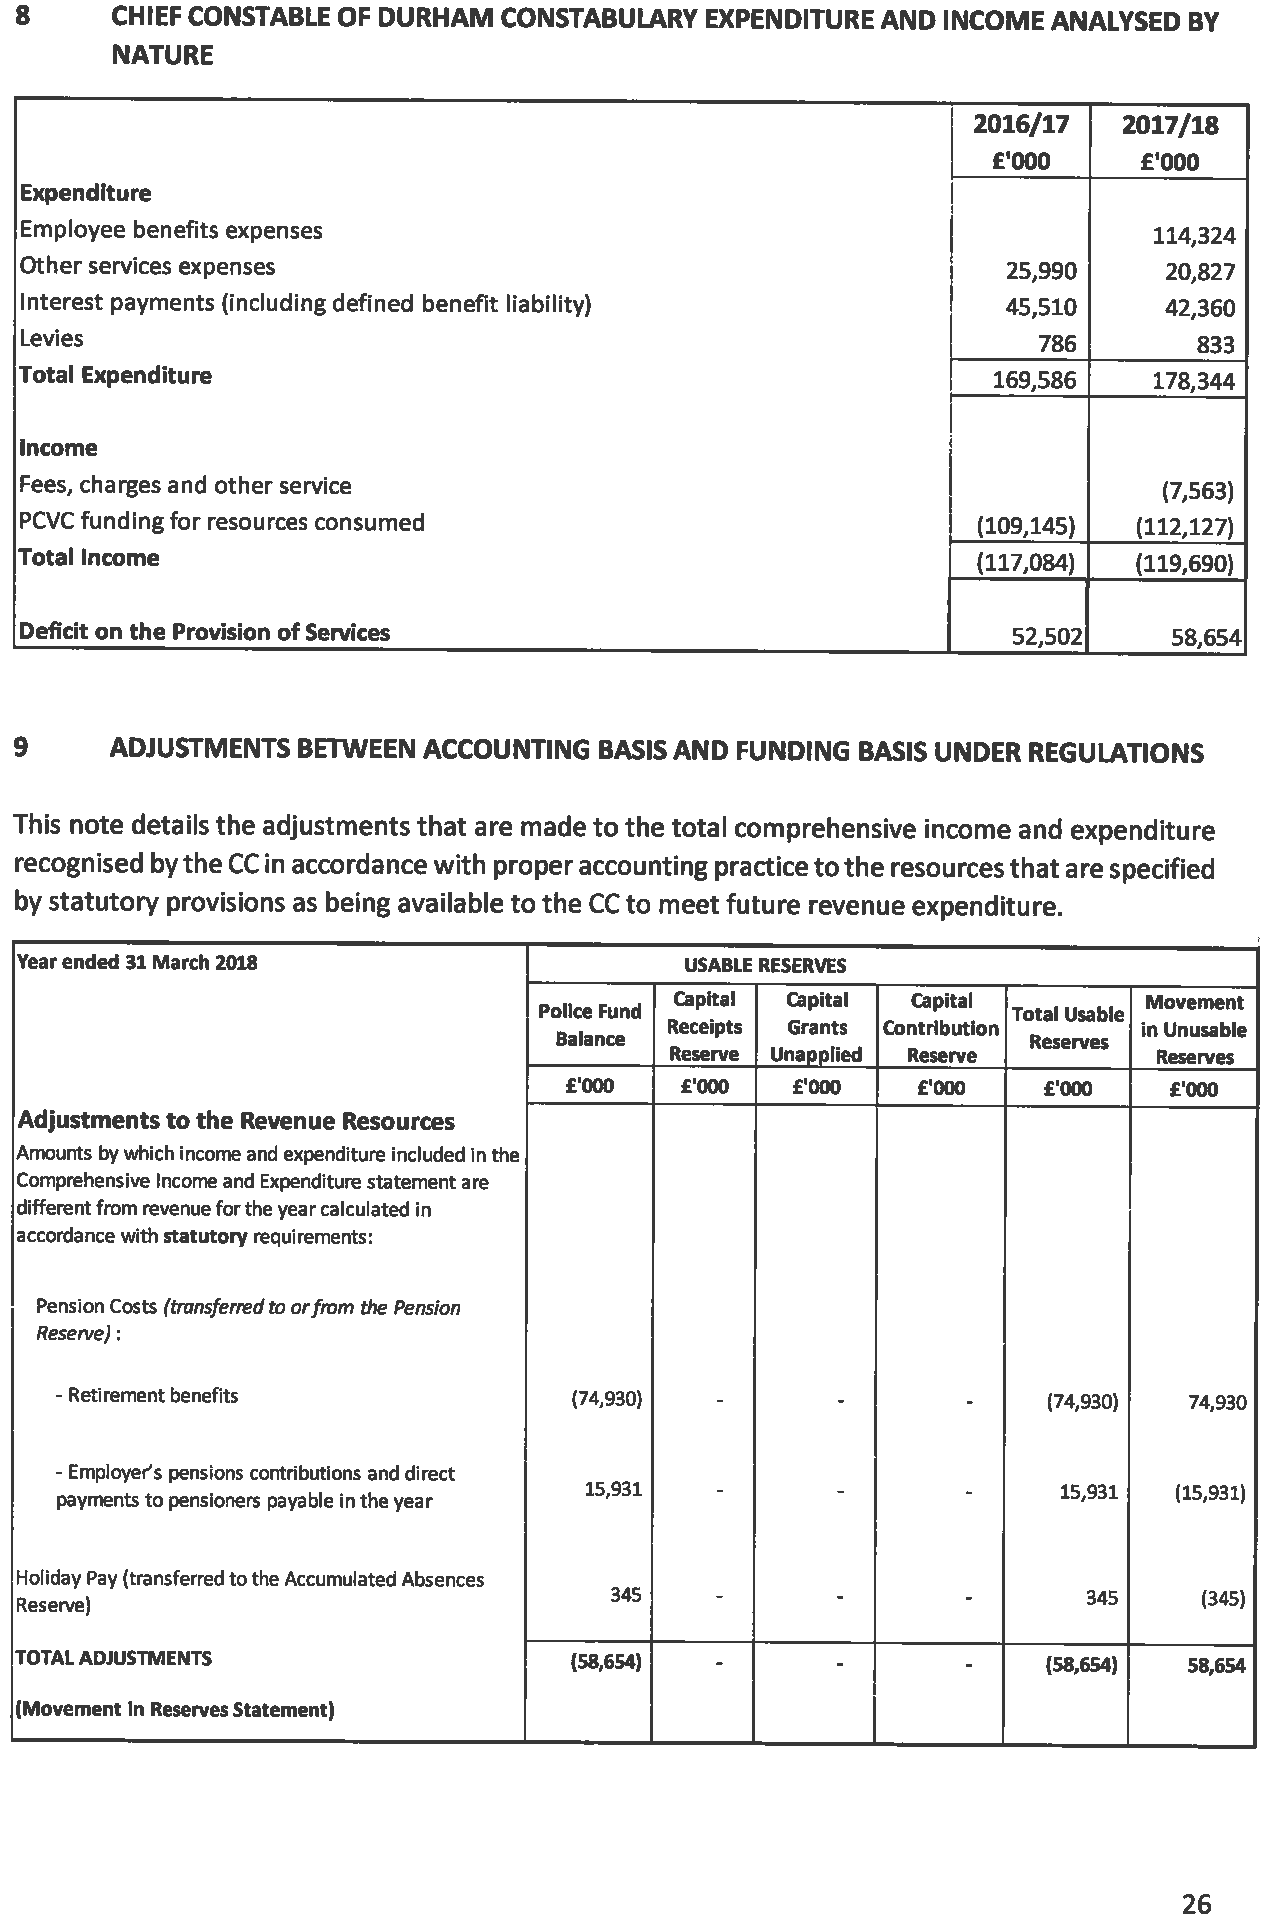 8 CHIEF CONSTABLE OF DURHAM CONSTABULARY EXPENDITURE AND INCOME ANALYSED BY
NATURE
2016/17 2017/18
£'000 £'000
Expenditure
Employee benefits expenses 114,324
Other services expenses 25,990 20,827
Interest payments (including defined benefit liability) 45,510 42,360
Levies 786 833
Total Expenditure 169,586 178,344
Income
Fees, charges and other service (7,563)
PCVC funding for resources consumed (109,145) (112,127)
Total Income (117,084) (119,690)
Deficit on the Provision of Services 52,502 58,654
9 ADJUSTMENTS BETWEEN ACCOUNTING BASIS AND FUNDING BASIS UNDER REGULATIONS
This note details the adjustments that are made to the total comprehensive income and expenditure
recognised by the CC in accordance with proper accounting practice to the resources that are specified
by statutory provisions as being available to the CC to meet future revenue expenditure.
Year ended 31 March 2018 USABLE RESERVES
Police Fund Balance Capital Receipts Reserve Capital Grants Unapplied Capital Contribution Reserve Total Usable Reserves Movement in Unusable Reserves
£'000 £'000 £'000 £'000 £'000 £'000
Adjustments to the Revenue Resources
Amounts by which income and expenditure included in the
Comprehensive Income and Expenditure statement are
different from revenue for the year calculated in
accordance with statutory requirements:
Pension Costs (transferred to or from the Pension
Reserve) :
- Retirement benefits (74,930) - - - (74,930) 74,930
- Employer's pensions contributions and direct
payments to pensioners payable in the year 15,931 - - - 15,931 (15,931)
Holiday Pay (transferred to the Accumulated Absences
Reserve) 345 - - - 345 (345)
TOTAL ADJUSTMENTS (58,654) - - - (58,654) 58,654
(Movement In Reserves Statement)
26